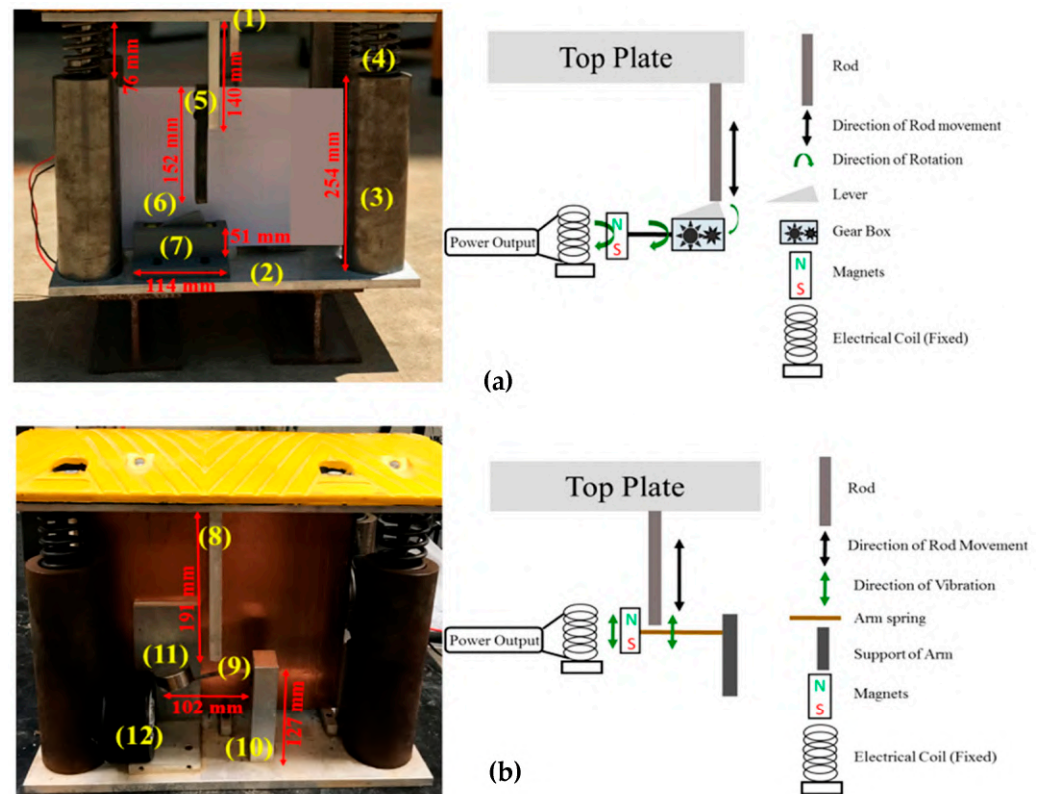 (1)
(4)
76 mm
140 mm
(5)
152 mm
254 mm
(3)
(6)
(7)
51 mm
(2)
114 mm
Top Plate
Power Output
N
S
Rod
Direction of Rod movement
Direction of Rotation
Lever
Gear Box
N
S
Magnets
Electrical Coil (Fixed)
(a)
(8)
191 mm
(11)
(9)
102 mm
127 mm
(12)
(10)
Top Plate
Power Output
N
S
Rod
Direction of Rod Movement
Direction of Vibration
Arm spring
Support of Arm
N
S
Magnets
Electrical Coil (Fixed)
(b)